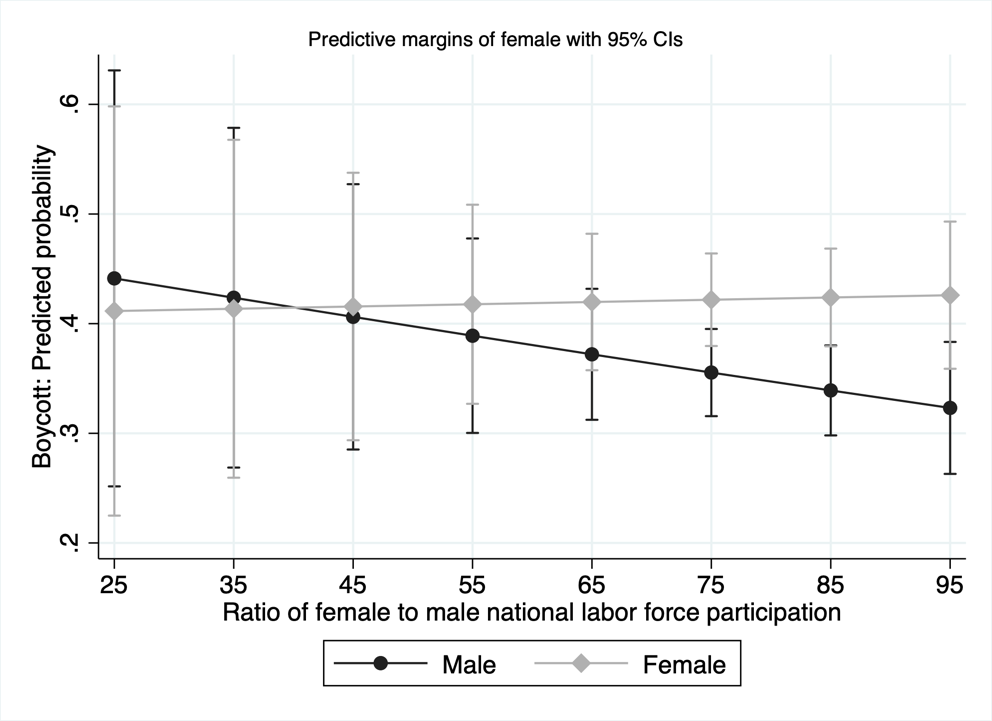 Predictive margins of female with 95% CIs
Boycott: Predicted probability
.6
.5
.4
.3
.2
25 35 45 55 65 75 85 95
Ratio of female to male national labor force participation
Male Female